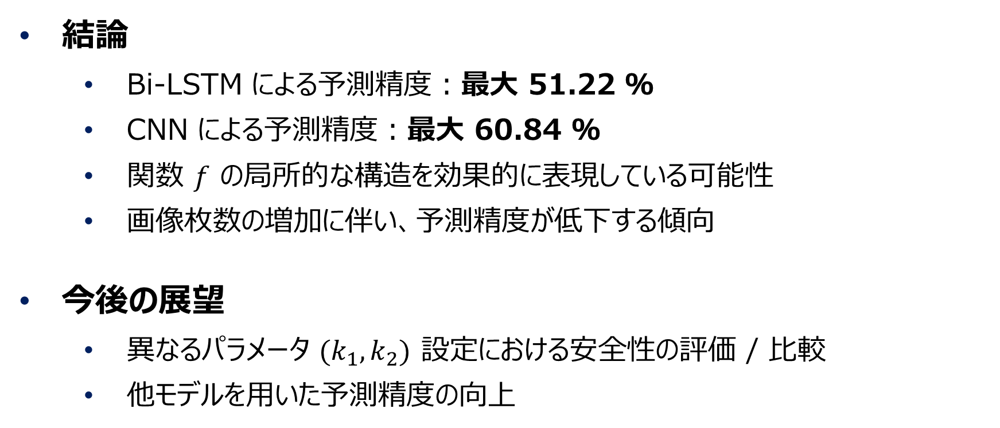 • 結論
• Bi-LSTM による予測精度：最大 51.22 %
• CNN による予測精度：最大 60.84 %
• 関数 𝑓 の局所的な構造を効果的に表現している可能性
• 画像枚数の増加に伴い、予測精度が低下する傾向
• 今後の展望
• 異なるパラメータ (𝑘₁, 𝑘₂) 設定における安全性の評価 / 比較
• 他モデルを用いた予測精度の向上